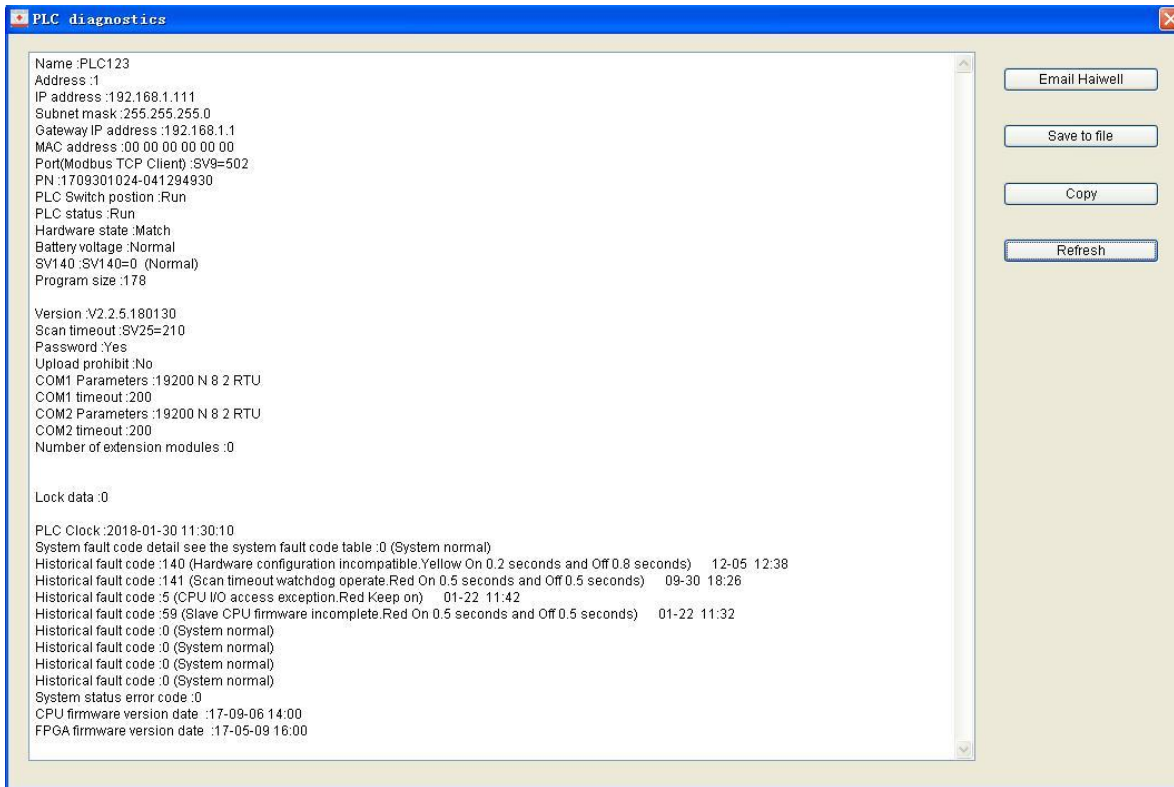 PLC diagnostics
Name :PLC123
Address :1
IP address :192.168.1.111
Subnet mask :255.255.255.0
Gateway IP address :192.168.1.1
MAC address :00 00 00 00 00 00
Port(Modbus TCP Client) :SV9=502
PN :1709301024-041294930
PLC Switch postion :Run
PLC status :Run
Hardware state :Match
Battery voltage :Normal
SV140 :SV140=0 (Normal)
Program size :178
Version :V2.2.5.180130
Scan timeout :SV25=210
Password :Yes
Upload prohibit :No
COM1 Parameters :19200 N 8 2 RTU
COM1 timeout :200
COM2 Parameters :19200 N 8 2 RTU
COM2 timeout :200
Number of extension modules :0
Lock data :0
PLC Clock :2018-01-30 11:30:10
System fault code detail see the system fault code table :0 (System normal)
Historical fault code :140 (Hardware configuration incompatible.Yellow On 0.2 seconds and Off 0.8 seconds) 12-05 12:38
Historical fault code :141 (Scan timeout watchdog operate.Red On 0.5 seconds and Off 0.5 seconds) 09-30 18:26
Historical fault code :5 (CPU I/O access exception.Red Keep on) 01-22 11:42
Historical fault code :59 (Slave CPU firmware incomplete.Red On 0.5 seconds and Off 0.5 seconds) 01-22 11:32
Historical fault code :0 (System normal)
Historical fault code :0 (System normal)
Historical fault code :0 (System normal)
Historical fault code :0 (System normal)
System status error code :0
CPU firmware version date :17-09-06 14:00
FPGA firmware version date :17-05-09 16:00
Email Haiwell
Save to file
Copy
Refresh